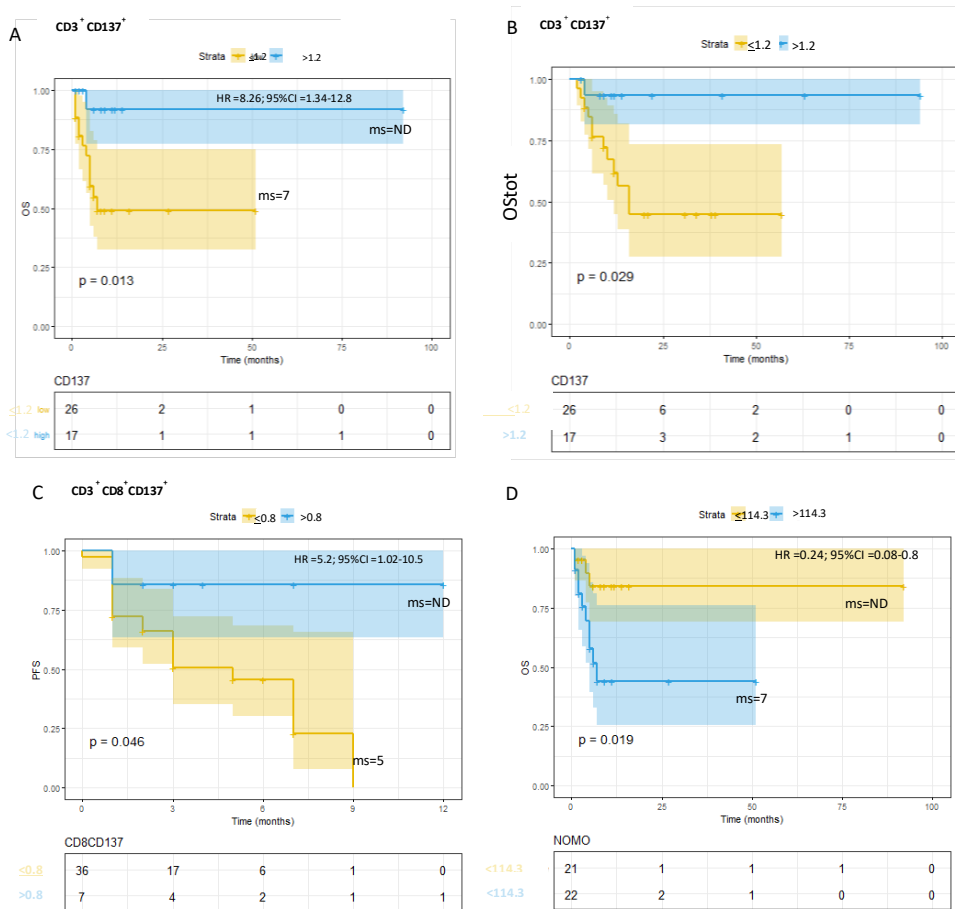 A
CD3+ CD137+
Strata ≤1.2 >1.2
1.00
0.75
0.50
0.25
0.00
OS
HR =8.26; 95%CI =1.34-12.8
ms=ND
ms=7
p = 0.013
0 25 50 75 100
Time (months)
CD137
<1.2 low 26 2 1 0 0
<1.2 high 17 1 1 1 0
B
CD3+ CD137+
Strata ≤1.2 >1.2
1.00
0.75
0.50
0.25
0.00
OStot
p = 0.029
0 25 50 75 100
Time (months)
CD137
<1.2 26 6 2 0 0
>1.2 17 3 2 1 0
C
CD3+CD8+CD137+
Strata ≤0.8 >0.8
1.00
0.75
0.50
0.25
0.00
PFS
HR =5.2; 95%CI =1.02-10.5
ms=ND
p = 0.046
ms=5
0 3 6 9 12
Time (months)
CD8CD137
≤0.8 36 17 6 1 0
>0.8 7 4 2 1 1
D
Strata ≤114.3 >114.3
1.00
0.75
0.50
0.25
0.00
OS
HR =0.24; 95%CI =0.08-0.8
ms=ND
ms=7
p = 0.019
0 25 50 75 100
Time (months)
NOMO
<114.3 21 1 1 1 0
<114.3 22 2 1 0 0